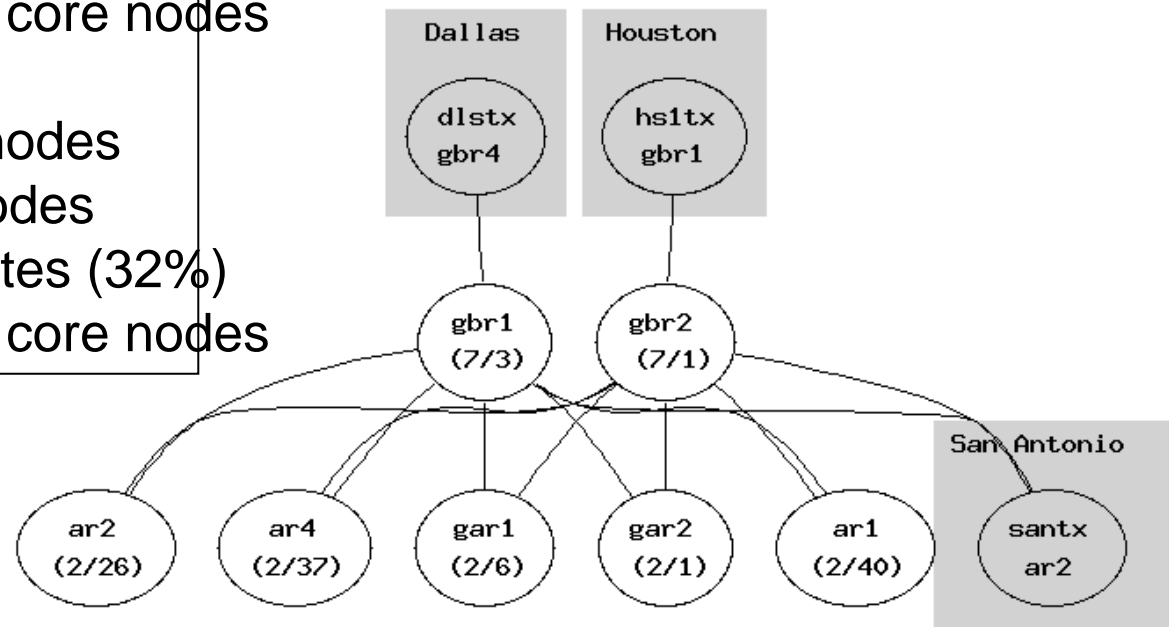 core nodes
nodes
odes
tes (32%)
core nodes
Dallas
dlstx
gbr4
Houston
hs1tx
gbr1
gbr1
(7/3)
gbr2
(7/1)
ar2
(2/26)
ar4
(2/37)
gar1
(2/6)
gar2
(2/1)
ar1
(2/40)
San Antonio
santx
ar2